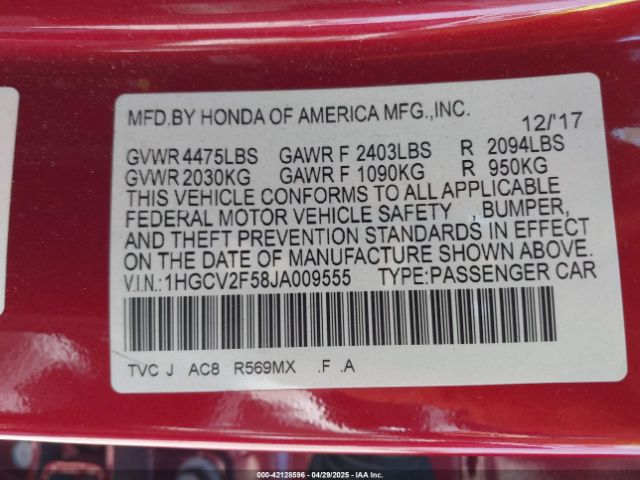 MFD.BY HONDA OF AMERICA MFG.,INC.
12/'17
GVWR 4475LBS GAWR F 2403LBS R 2094LBS
GVWR 2030KG GAWR F 1090KG R 950KG
THIS VEHICLE CONFORMS TO ALL APPLICABLE
FEDERAL MOTOR VEHICLE SAFETY , BUMPER,
AND THEFT PREVENTION STANDARDS IN EFFECT
ON THE DATE OF MANUFACTURE SHOWN ABOVE.
V.I.N.:1HGCV2F58JA009555 TYPE:PASSENGER CAR
TVC J AC8 R569MX .F .A
000-42128596 04/29/2025 IAA Inc.